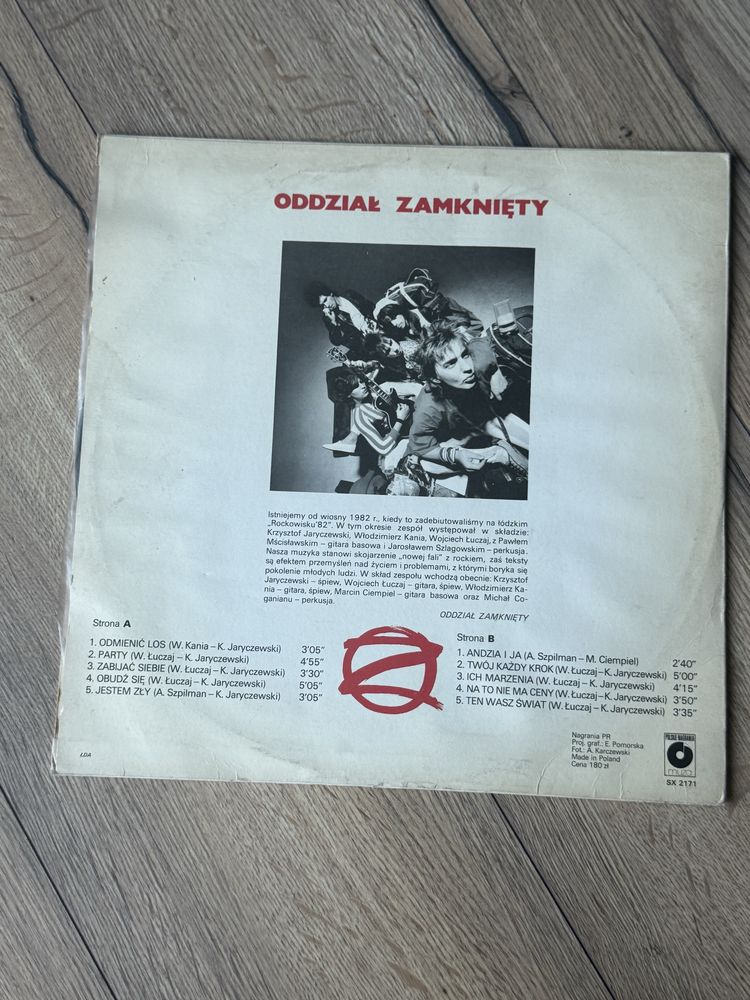 ODDZIAŁ ZAMKNIĘTY
Istniejemy od wiosny 1982 r., kiedy to zadebiutowaliśmy na łódzkim
„Rockowisku'82”. W tym okresie zespół występował w składzie:
Krzysztof Jaryczewski, Włodzimierz Kania, Wojciech Łuczaj, z Pawłem
Mścisławskim – gitara basowa i Jarosławem Szlagowskim – perkusja.
Nasza muzyka stanowi skojarzenie „nowej fali” z rockiem, zaś teksty
są efektem przemyśleń nad życiem i problemami, z którymi boryka się
pokolenie młodych ludzi. W skład zespołu wchodzą obecnie: Krzysztof
Jaryczewski – śpiew, Wojciech Łuczaj – gitara, śpiew, Włodzimierz Ka-
nia – gitara, śpiew, Marcin Ciempiel – gitara basowa oraz Michał Co-
ganianu – perkusja.
ODDZIAŁ ZAMKNIĘTY
Strona A
1. ODMIENIĆ LOS (W. Kania – K. Jaryczewski) 3'05”
2. PARTY (W. Łuczaj – K. Jaryczewski) 4'55”
3. ZABIJAĆ SIEBIE (W. Łuczaj – K. Jaryczewski) 3'30”
4. OBUDŹ SIĘ (W. Łuczaj – K. Jaryczewski) 5'05”
5. JESTEM ZŁY (A. Szpilman – K. Jaryczewski) 3'05”
Strona B
1. ANDZIA I JA (A. Szpilman – M. Ciempiel) 2'40”
2. TWÓJ KAŻDY KROK (W. Łuczaj – K. Jaryczewski) 5'00”
3. ICH MARZENIA (W. Łuczaj – K. Jaryczewski) 4'15”
4. NA TO NIE MA CENY (W. Łuczaj – K. Jaryczewski) 3'50”
5. TEN WASZ ŚWIAT (W. Łuczaj – K. Jaryczewski) 3'35”
ŁDA
Nagrania PR
Proj. graf.: E. Pomorska
Fot.: A. Karczewski
Made in Poland
Cena 180 zł
POLSKIE NAGRANIA
muza
SX 2171